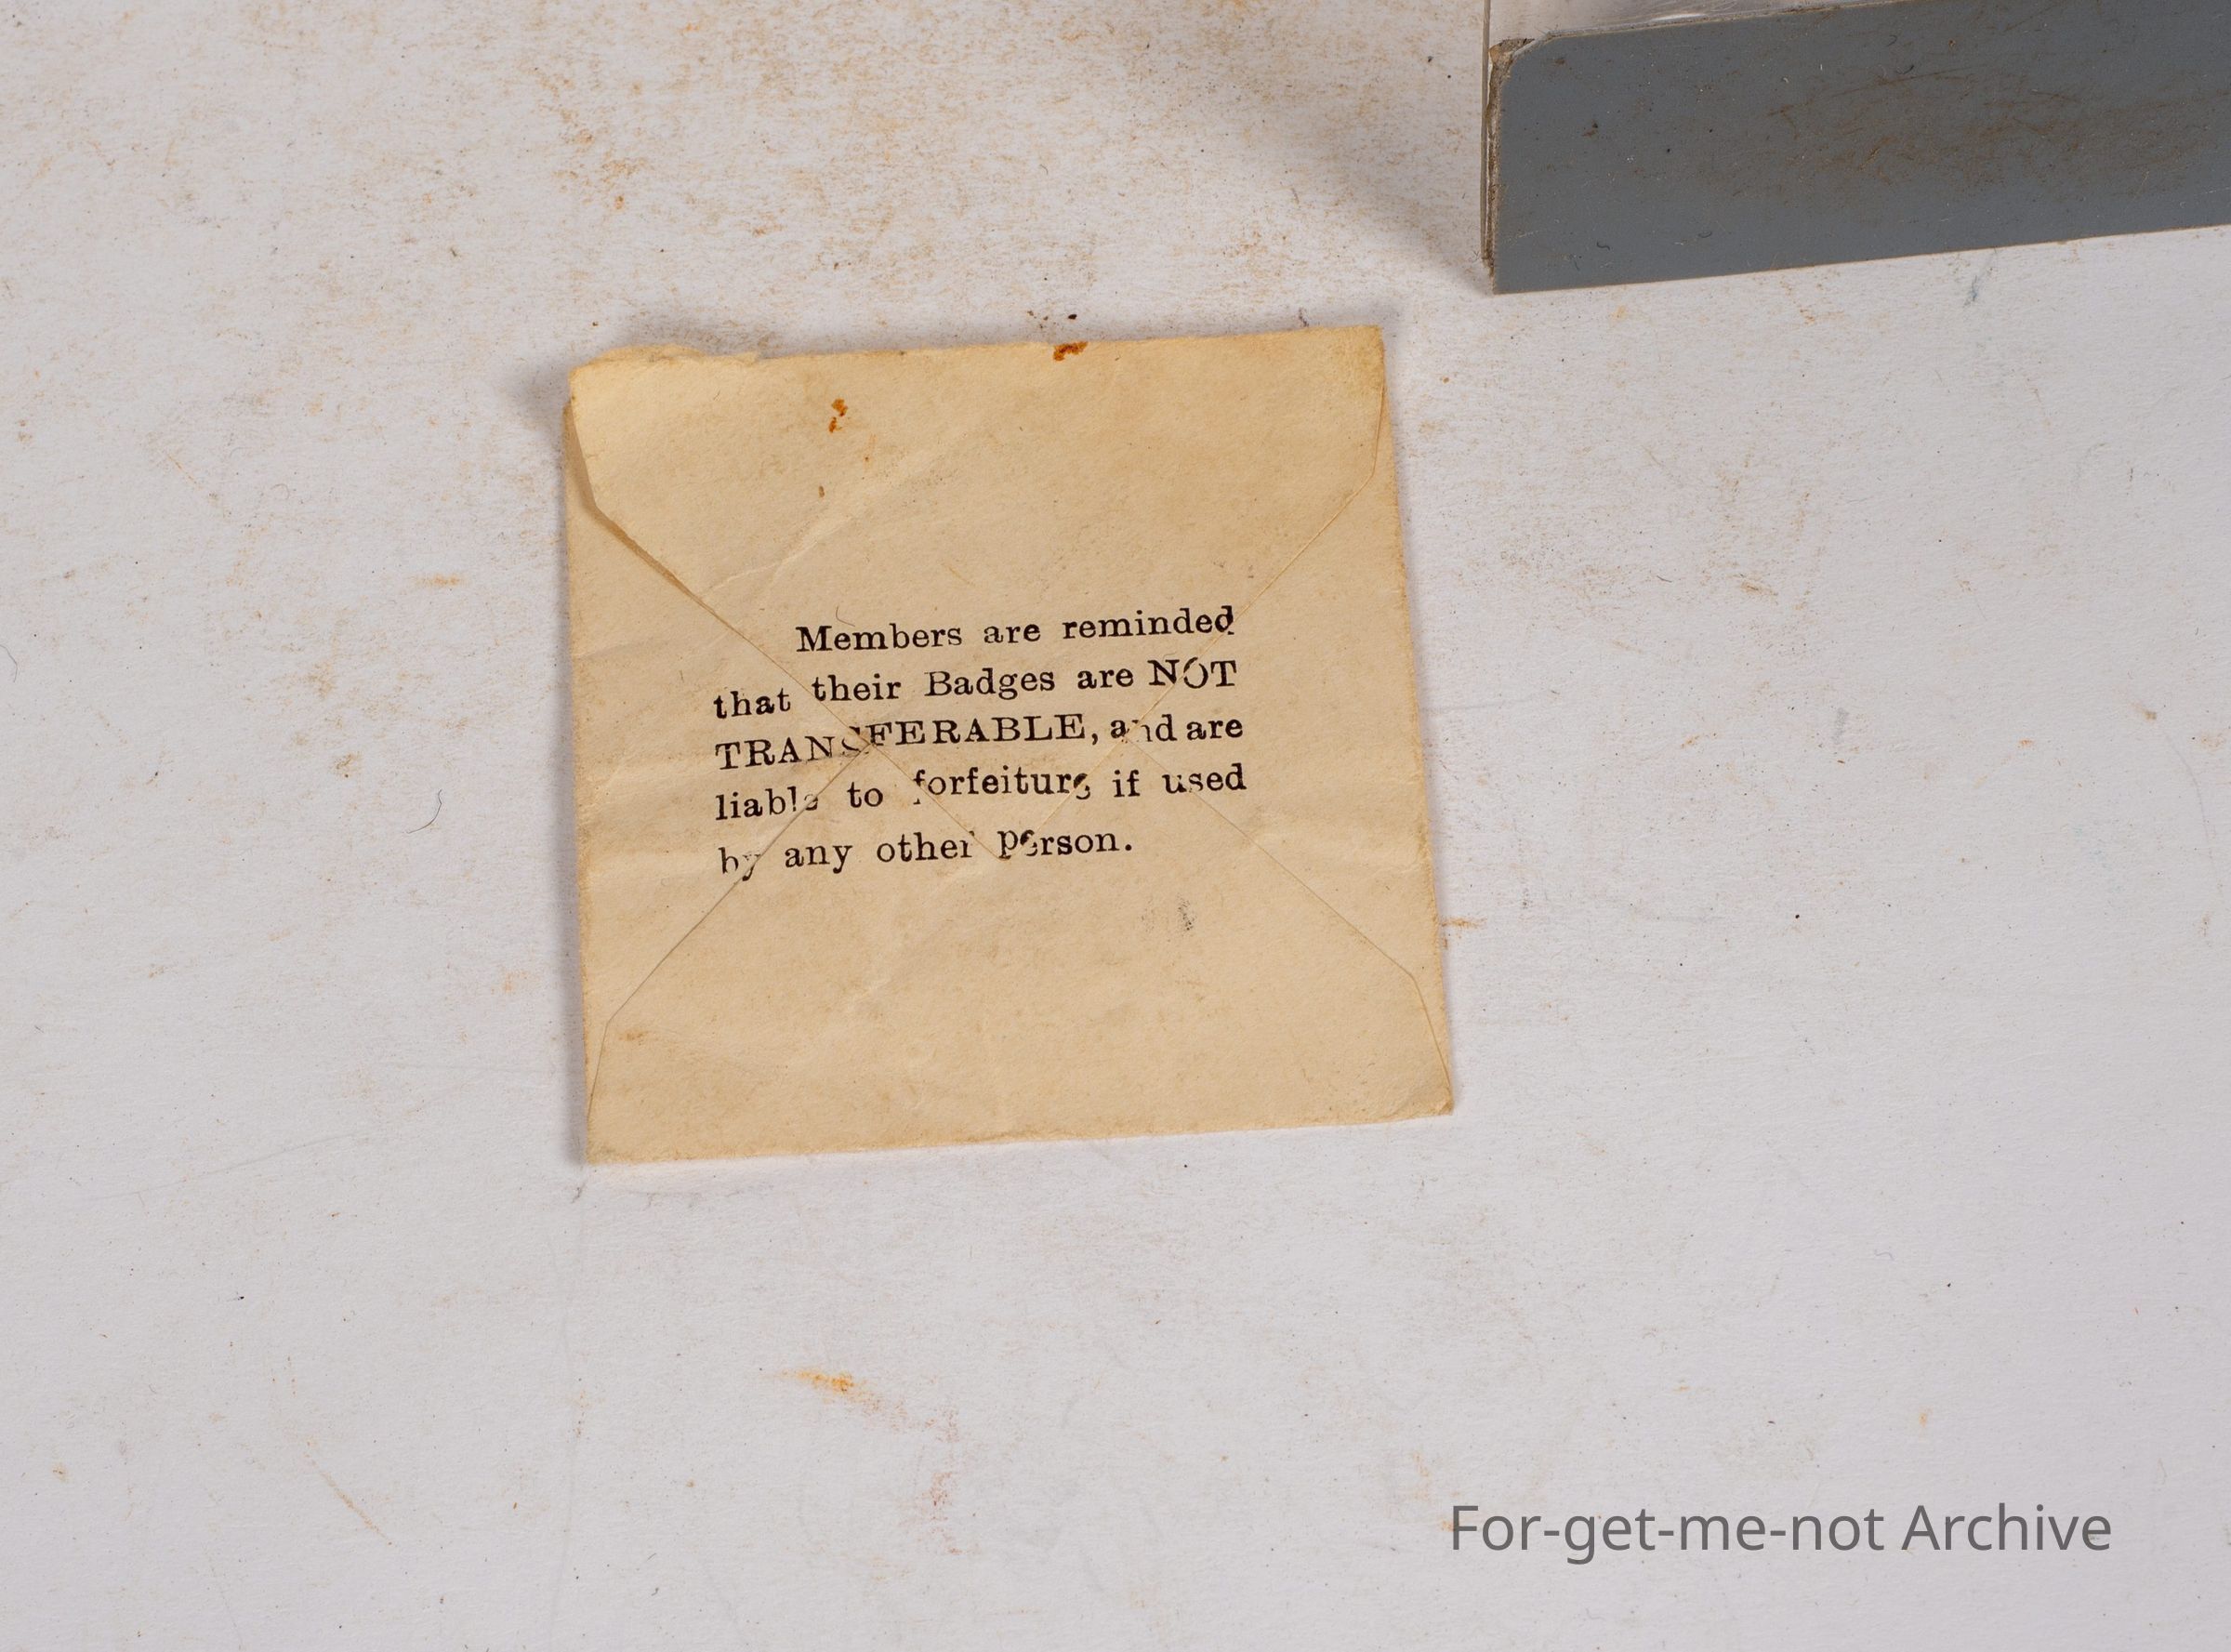 Members are reminded
that their Badges are NOT
TRANSFERABLE, and are
liable to forfeiture if used
by any other person.
For-get-me-not Archive